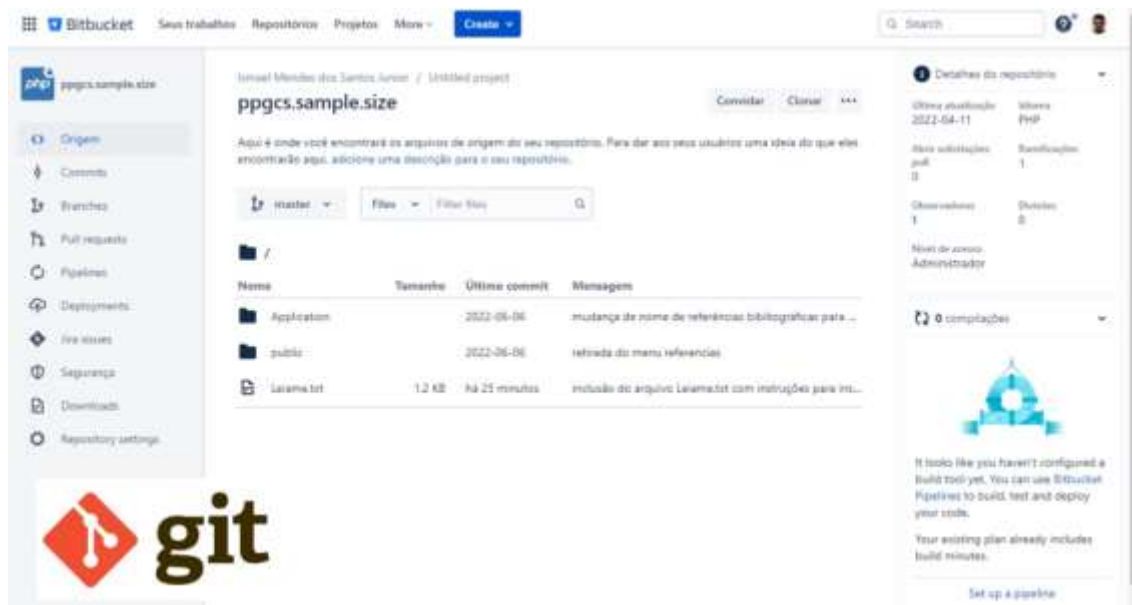 Bitbucket Seus trabalhos Repositórios Projetos More Create Search
php ppgcs.sample.size
Origem
Commits
Branches
Pull requests
Pipelines
Deployments
Jira issues
Segurança
Downloads
Repository settings
Ismael Mendes dos Santos Junior / Untitled project
ppgcs.sample.size
Convidar Clonar
Aqui é onde você encontrará os arquivos de origem do seu repositório. Para dar aos seus usuários uma ideia do que eles
encontrarão aqui, adicione uma descrição para o seu repositório.
master Files Filter files
/
Nome Tamanho Último commit Mensagem
Application 2022-06-06 mudança de nome de referências bibliográficas para ...
public 2022-06-06 retirada do menu referencias
Leiame.txt 1.2 KB há 25 minutos inclusão do arquivo Leiame.txt com instruções para ins...
Detalhes do repositório
Última atualização Idioma
2022-04-11 PHP
Abrir solicitações Ramificações
pull 1
0
Observadores Divisões
1 0
Nível de acesso
Administrador
0 compilações
It looks like you haven't configured a
build tool yet. You can use Bitbucket
Pipelines to build, test and deploy
your code.
Your existing plan already includes
build minutes.
Set up a pipeline
git